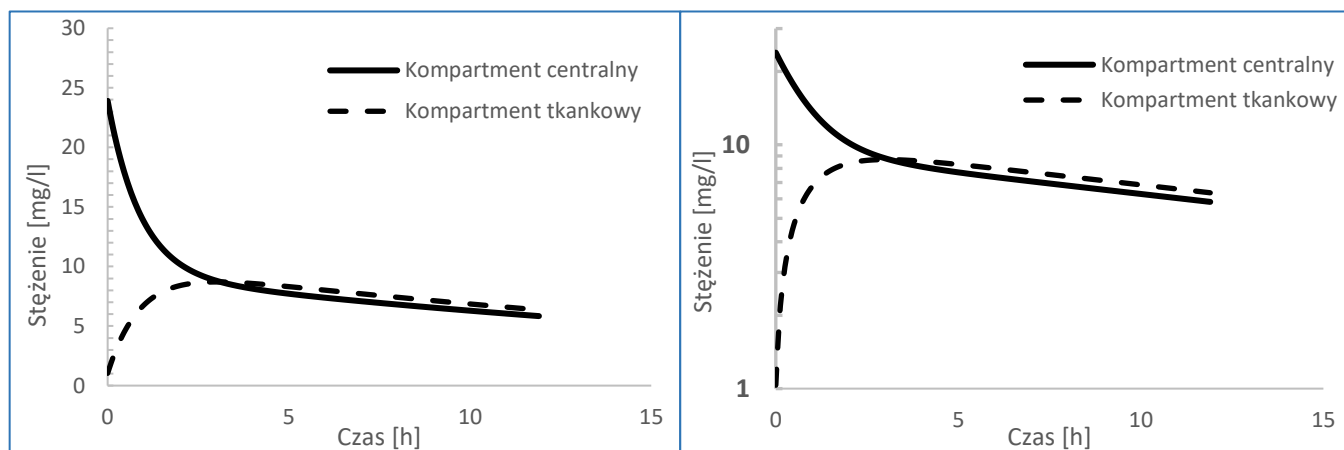 30
25
20
15
10
5
0
Stężenie [mg/l]
Kompartment centralny
Kompartment tkankowy
0 5 10 15
Czas [h]
10
1
Stężenie [mg/l]
Kompartment centralny
Kompartment tkankowy
0 5 10 15
Czas [h]